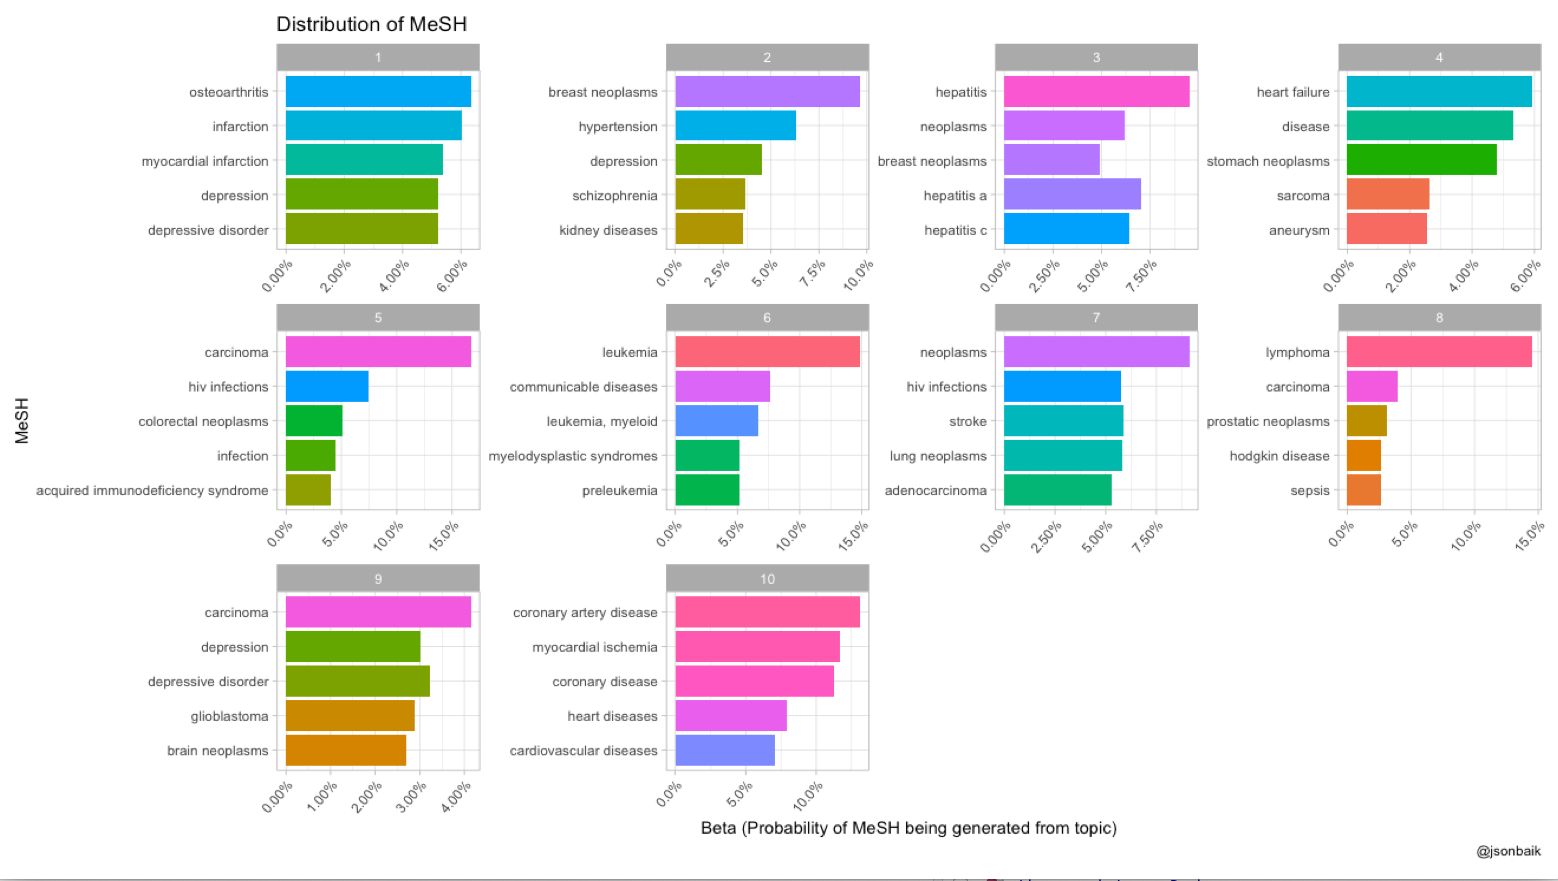 Distribution of MeSH
1
osteoarthritis
infarction
myocardial infarction
depression
depressive disorder
0.00%
2.00%
4.00%
6.00%
2
breast neoplasms
hypertension
depression
schizophrenia
kidney diseases
0.0%
2.5%
5.0%
7.5%
10.0%
3
hepatitis
neoplasms
breast neoplasms
hepatitis a
hepatitis c
0.00%
2.50%
5.00%
7.50%
4
heart failure
disease
stomach neoplasms
sarcoma
aneurysm
0.00%
2.00%
4.00%
6.00%
MeSH
5
carcinoma
hiv infections
colorectal neoplasms
infection
acquired immunodeficiency syndrome
0.0%
5.0%
10.0%
15.0%
6
leukemia
communicable diseases
leukemia, myeloid
myelodysplastic syndromes
preleukemia
0.0%
5.0%
10.0%
15.0%
7
neoplasms
hiv infections
stroke
lung neoplasms
adenocarcinoma
0.00%
2.50%
5.00%
7.50%
8
lymphoma
carcinoma
prostatic neoplasms
hodgkin disease
sepsis
0.0%
5.0%
10.0%
15.0%
9
carcinoma
depression
depressive disorder
glioblastoma
brain neoplasms
0.00%
1.00%
2.00%
3.00%
4.00%
10
coronary artery disease
myocardial ischemia
coronary disease
heart diseases
cardiovascular diseases
0.0%
5.0%
10.0%
Beta (Probability of MeSH being generated from topic)
@jsonbaik